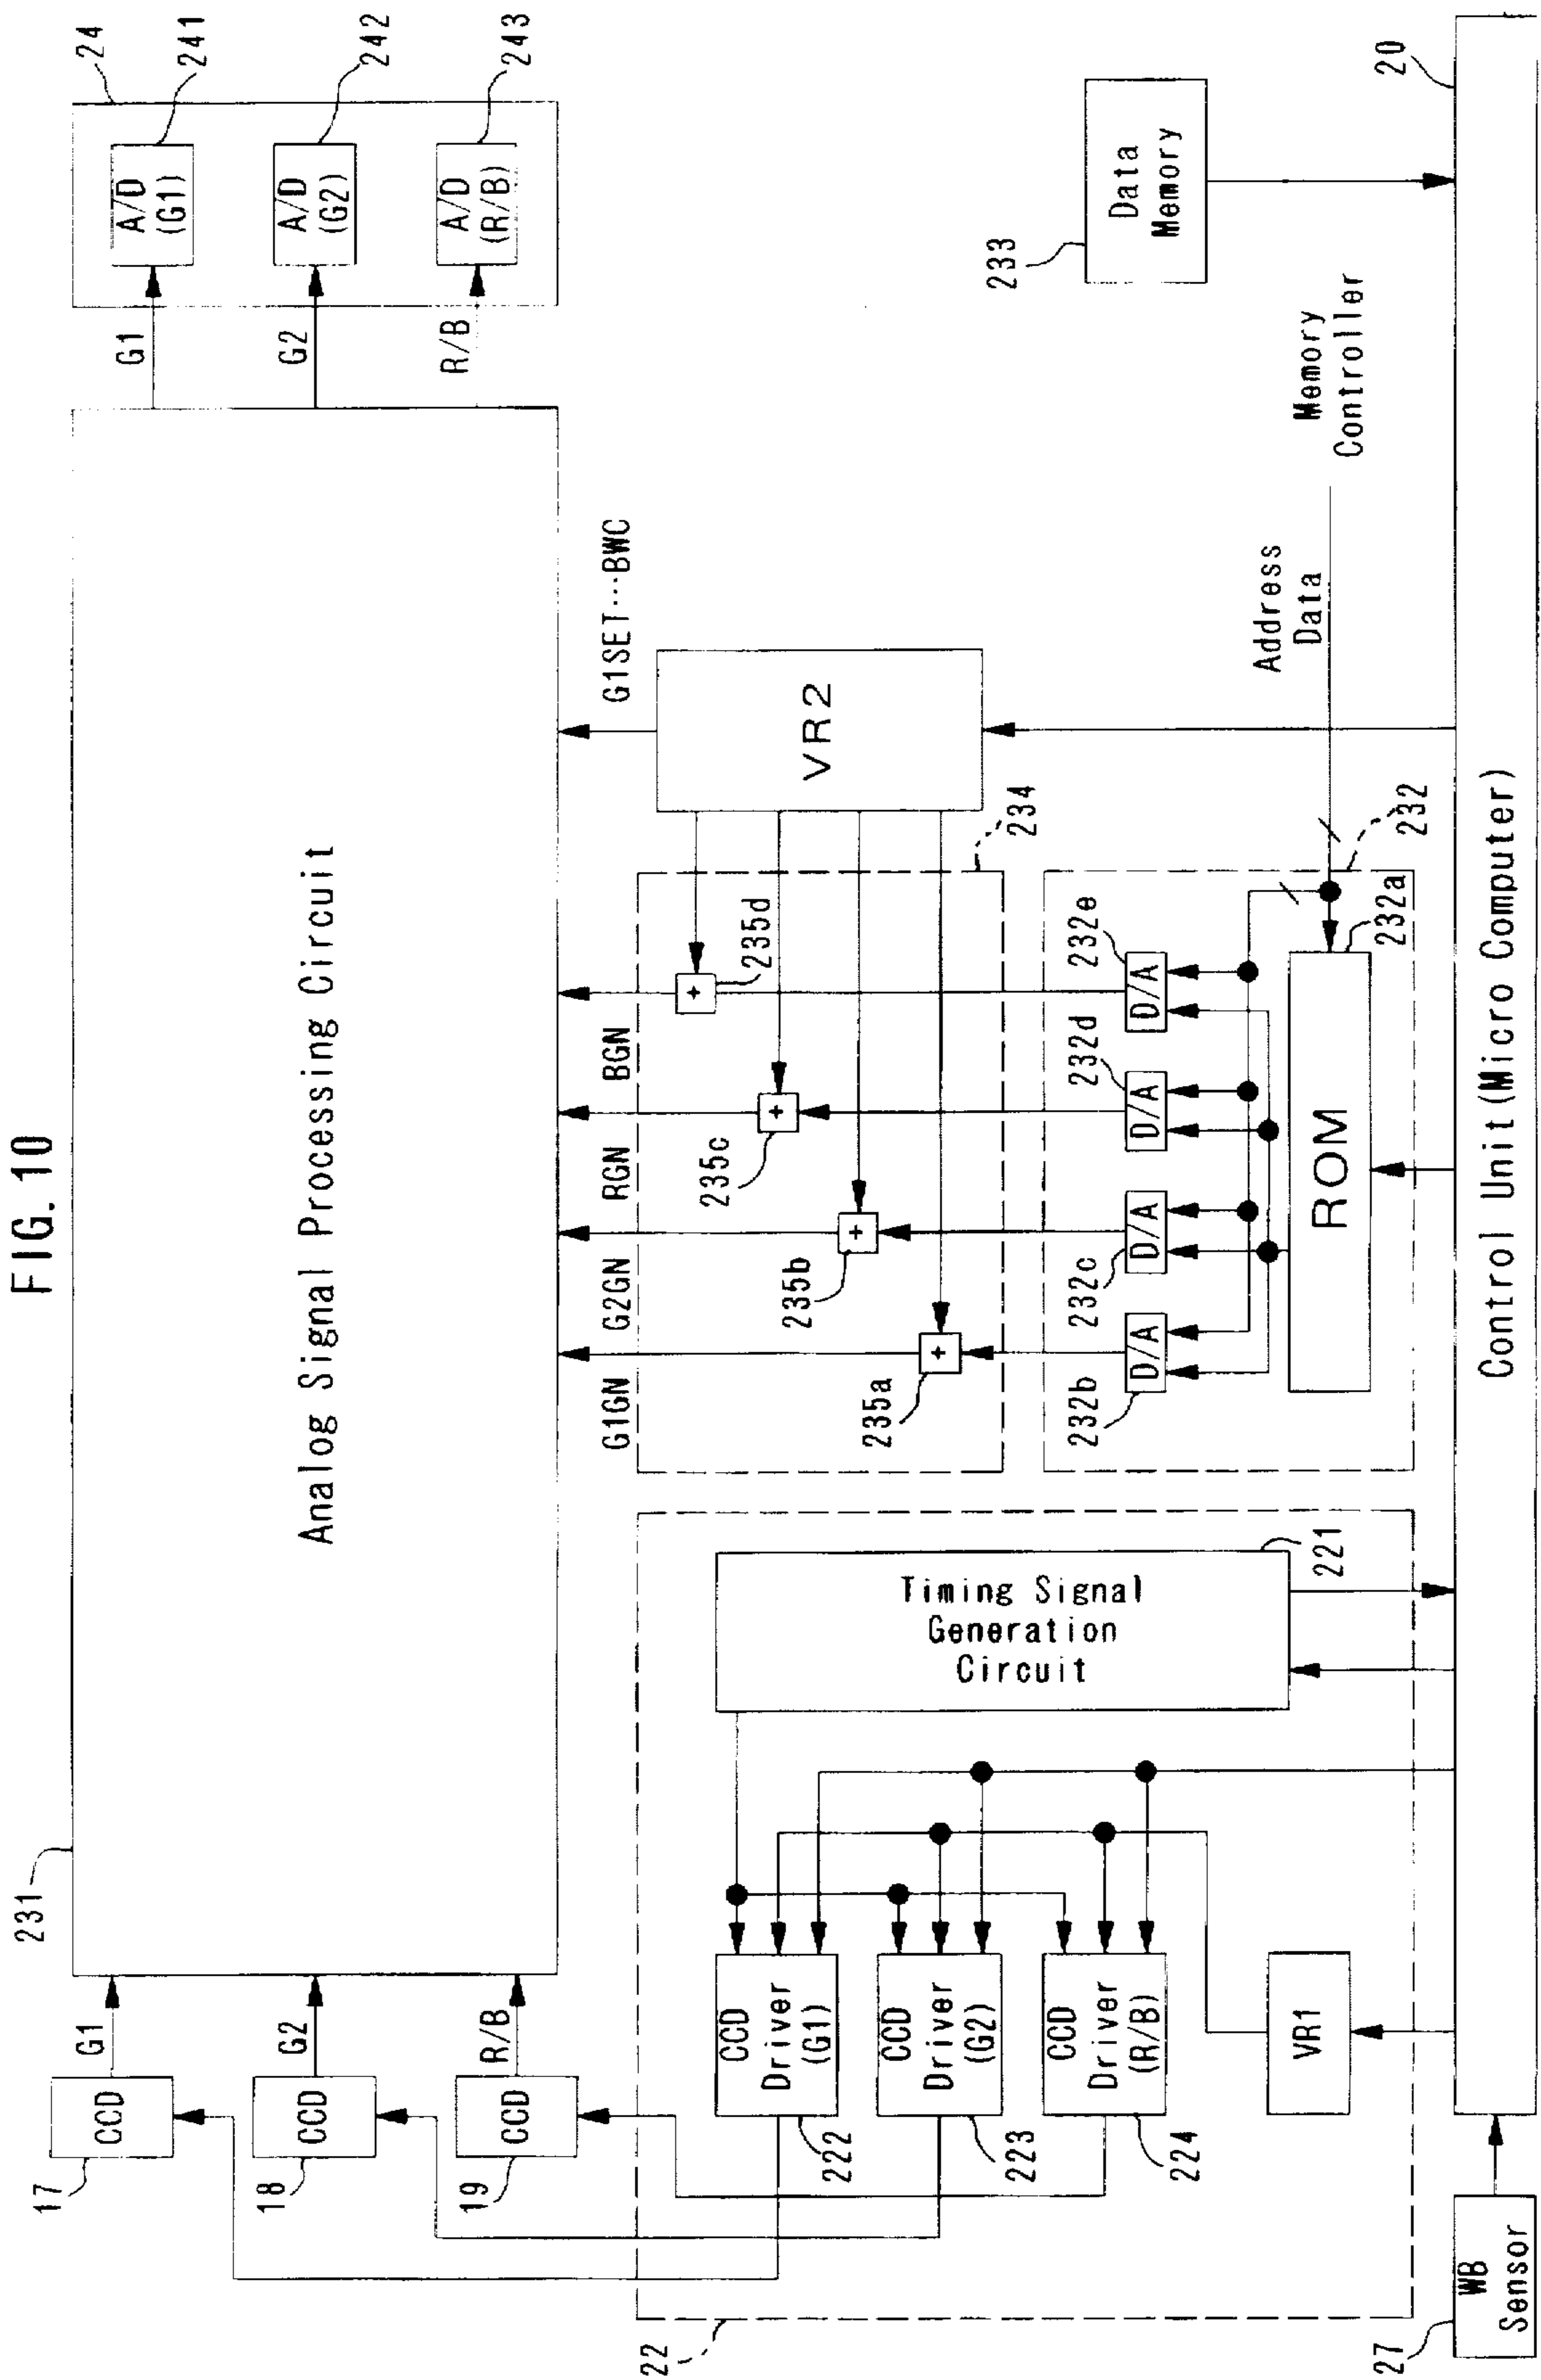 FIG. 10
231
Analog Signal Processing Circuit
24
17
CCD
G1
G1
A/D
(G1)
241
18
CCD
G2
G2
A/D
(G2)
242
19
CCD
R/B
R/B
A/D
(R/B)
243
G1GN
G2GN
RGN
BGN
G1SET···BWC
22
222
CCD
Driver
(G1)
223
CCD
Driver
(G2)
224
CCD
Driver
(R/B)
Timing Signal
Generation
Circuit
221
VR1
235a
+
235b
+
235c
+
235d
+
234
VR2
232b
D/A
232c
D/A
232d
D/A
232e
D/A
ROM
232a
232
Address
Data
Memory
Controller
233
Data
Memory
27
WB
Sensor
Control Unit(Micro Computer)
20